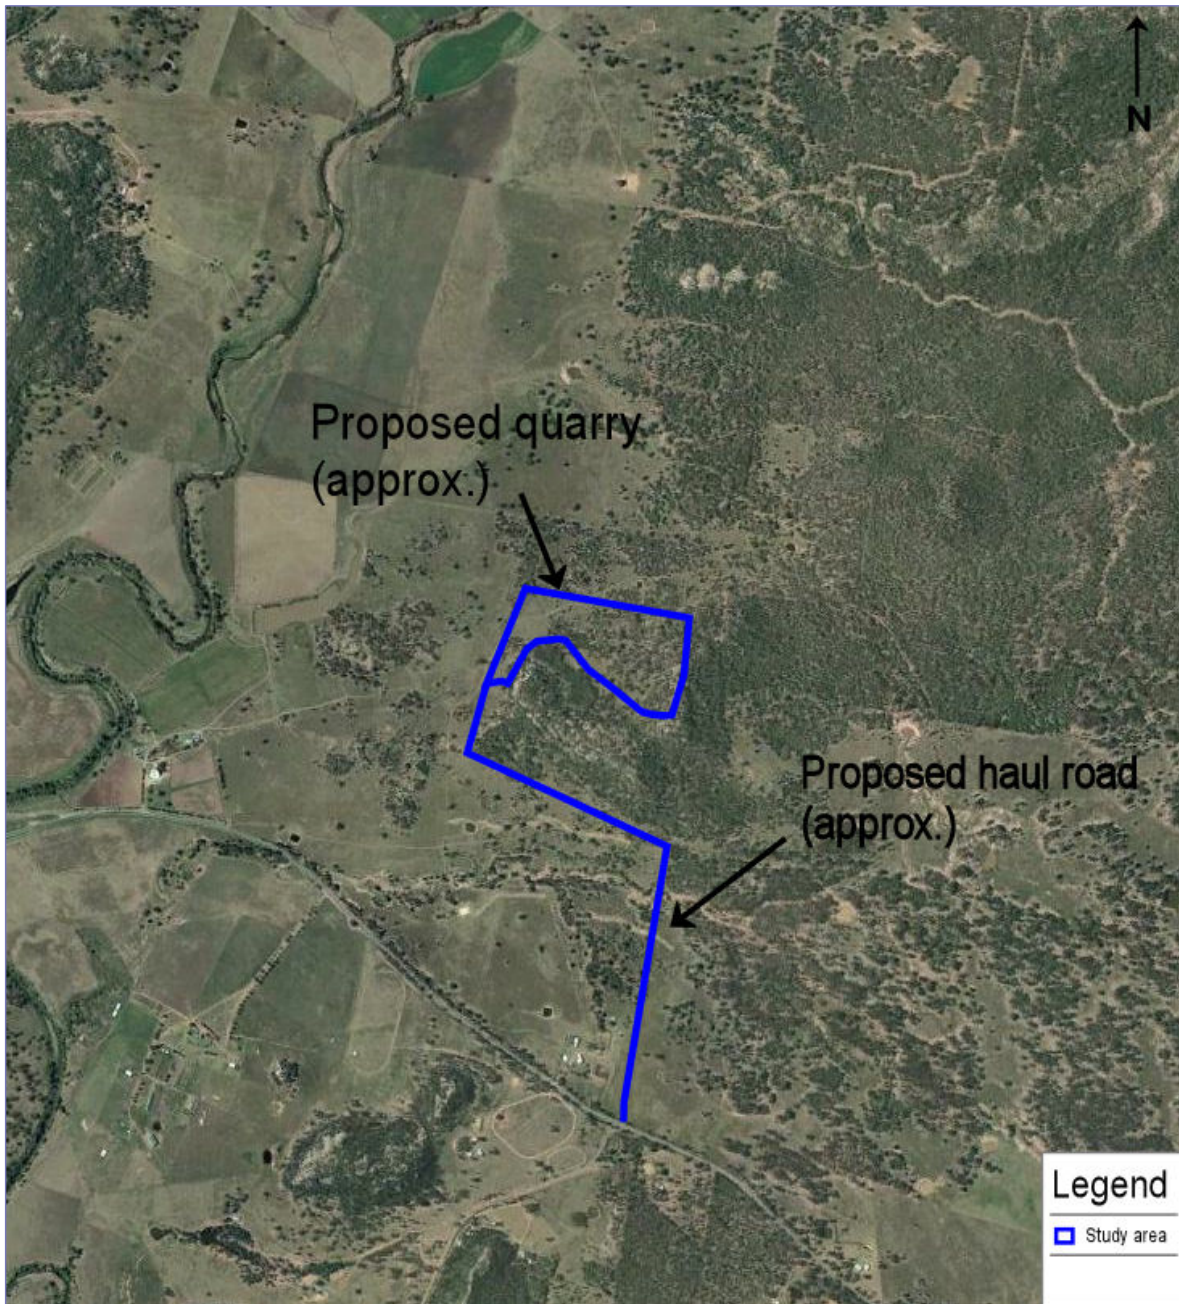 N
Proposed quarry
(approx.)
Proposed haul road
(approx.)
Legend
Study area